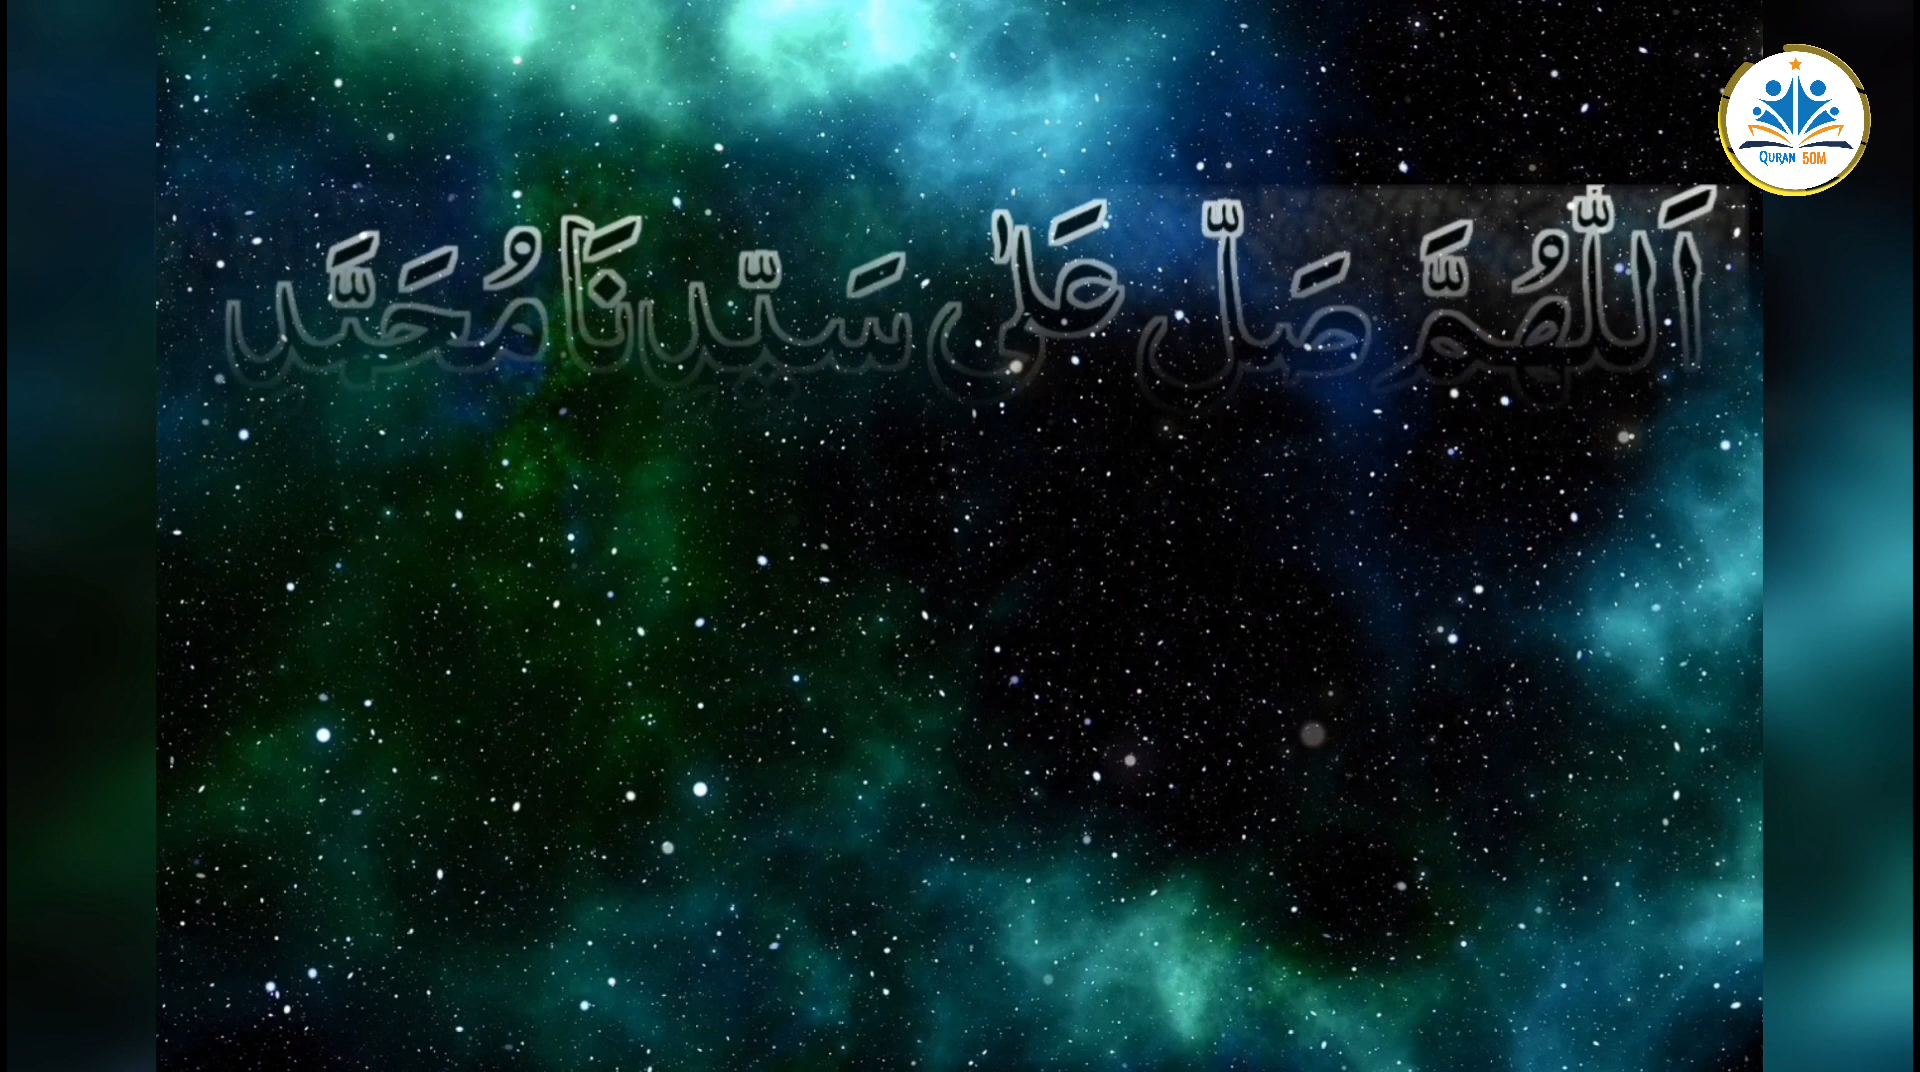 اَللّٰهُمَّ صَلِّ عَلٰى سَيِّدِنَا مُحَمَّدٍ
QURAN 50M